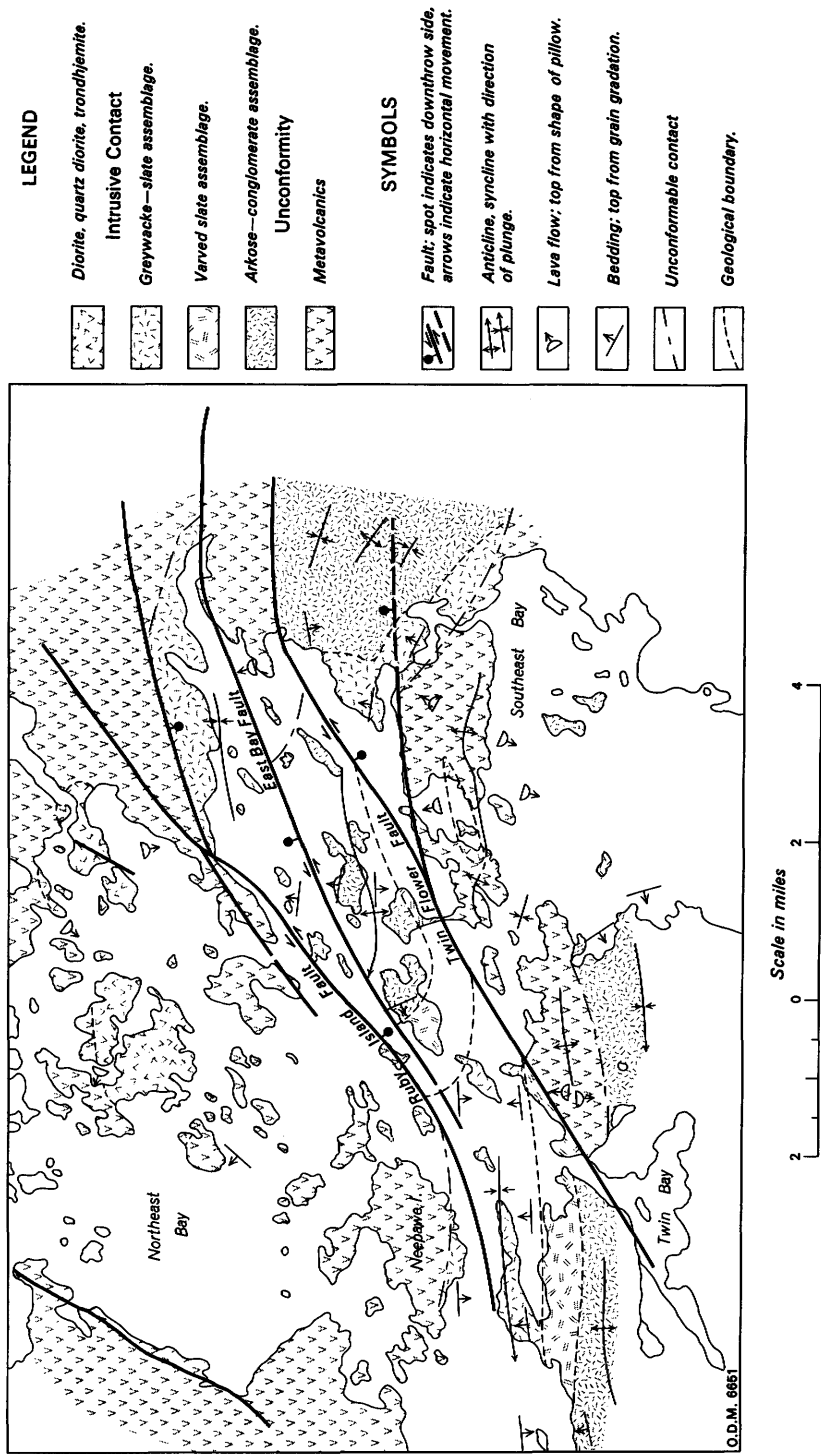 LEGEND
Diorite, quartz diorite, trondhjemite.
Intrusive Contact
Greywacke—slate assemblage.
Varved slate assemblage.
Arkose—conglomerate assemblage.
Unconformity
Metavolcanics
SYMBOLS
Fault; spot indicates downthrow side,
arrows indicate horizontal movement.
Anticline, syncline with direction
of plunge.
Lava flow; top from shape of pillow.
Bedding; top from grain gradation.
Unconformable contact
Geological boundary.
Northeast
Bay
Neepawa I.
Ruby Island Fault
East Bay Fault
Twin Flower Fault
Southeast Bay
Twin Bay
O.D.M. 6651
2 0 2 4
Scale in miles